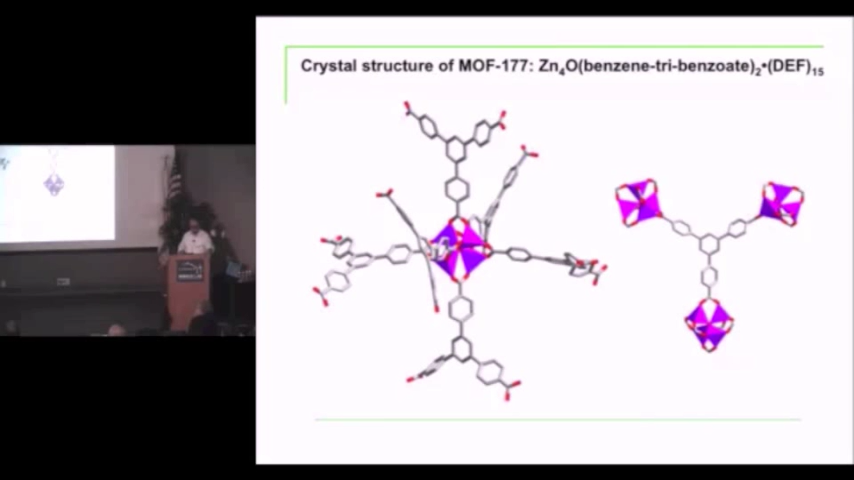 Crystal structure of MOF-177: Zn₄O(benzene-tri-benzoate)₂•(DEF)₁₅